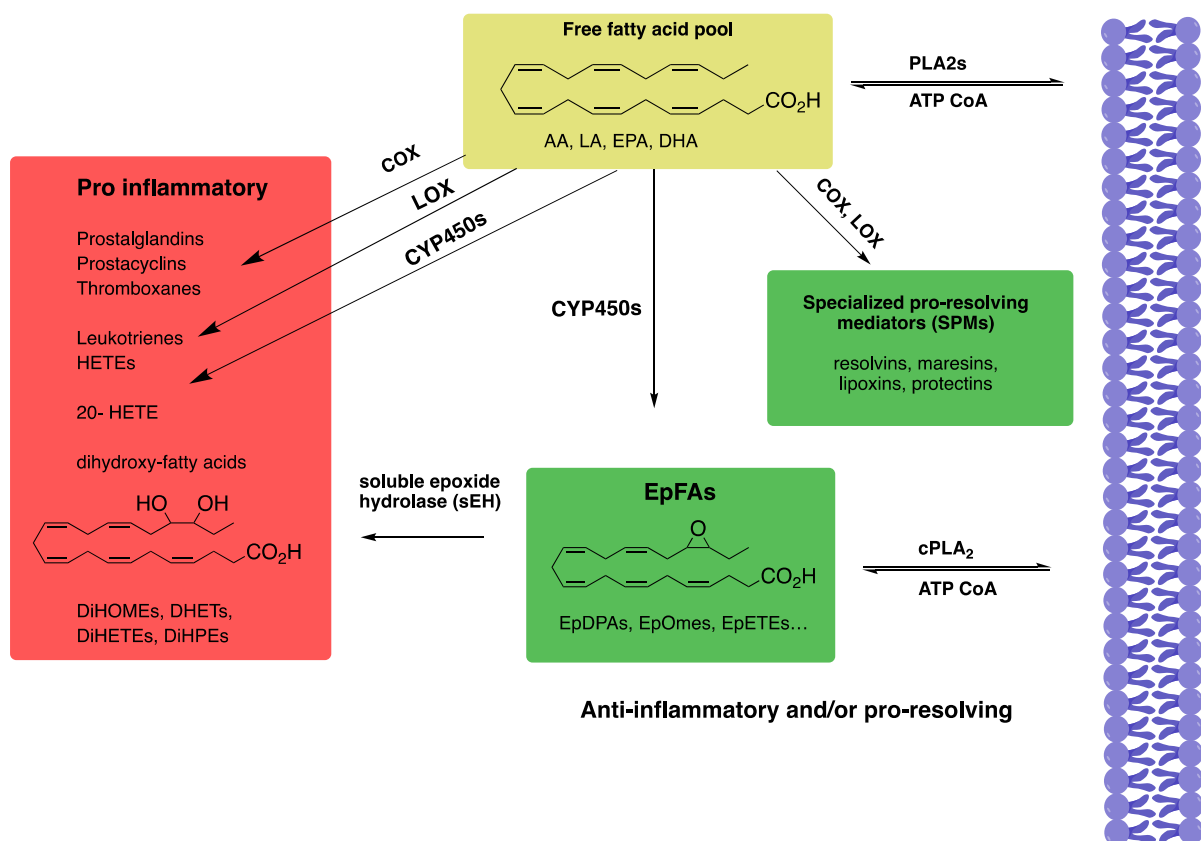 Free fatty acid pool
CO2H
AA, LA, EPA, DHA
PLA2s
ATP CoA
COX
LOX
CYP450s
CYP450s
COX, LOX
Pro inflammatory
Prostalglandins
Prostacyclins
Thromboxanes
Leukotrienes
HETEs
20- HETE
dihydroxy-fatty acids
HO OH
CO2H
DiHOMEs, DHETs,
DiHETEs, DiHPEs
Specialized pro-resolving
mediators (SPMs)
resolvins, maresins,
lipoxins, protectins
soluble epoxide
hydrolase (sEH)
EpFAs
O
CO2H
EpDPAs, EpOmes, EpETEs...
cPLA2
ATP CoA
Anti-inflammatory and/or pro-resolving